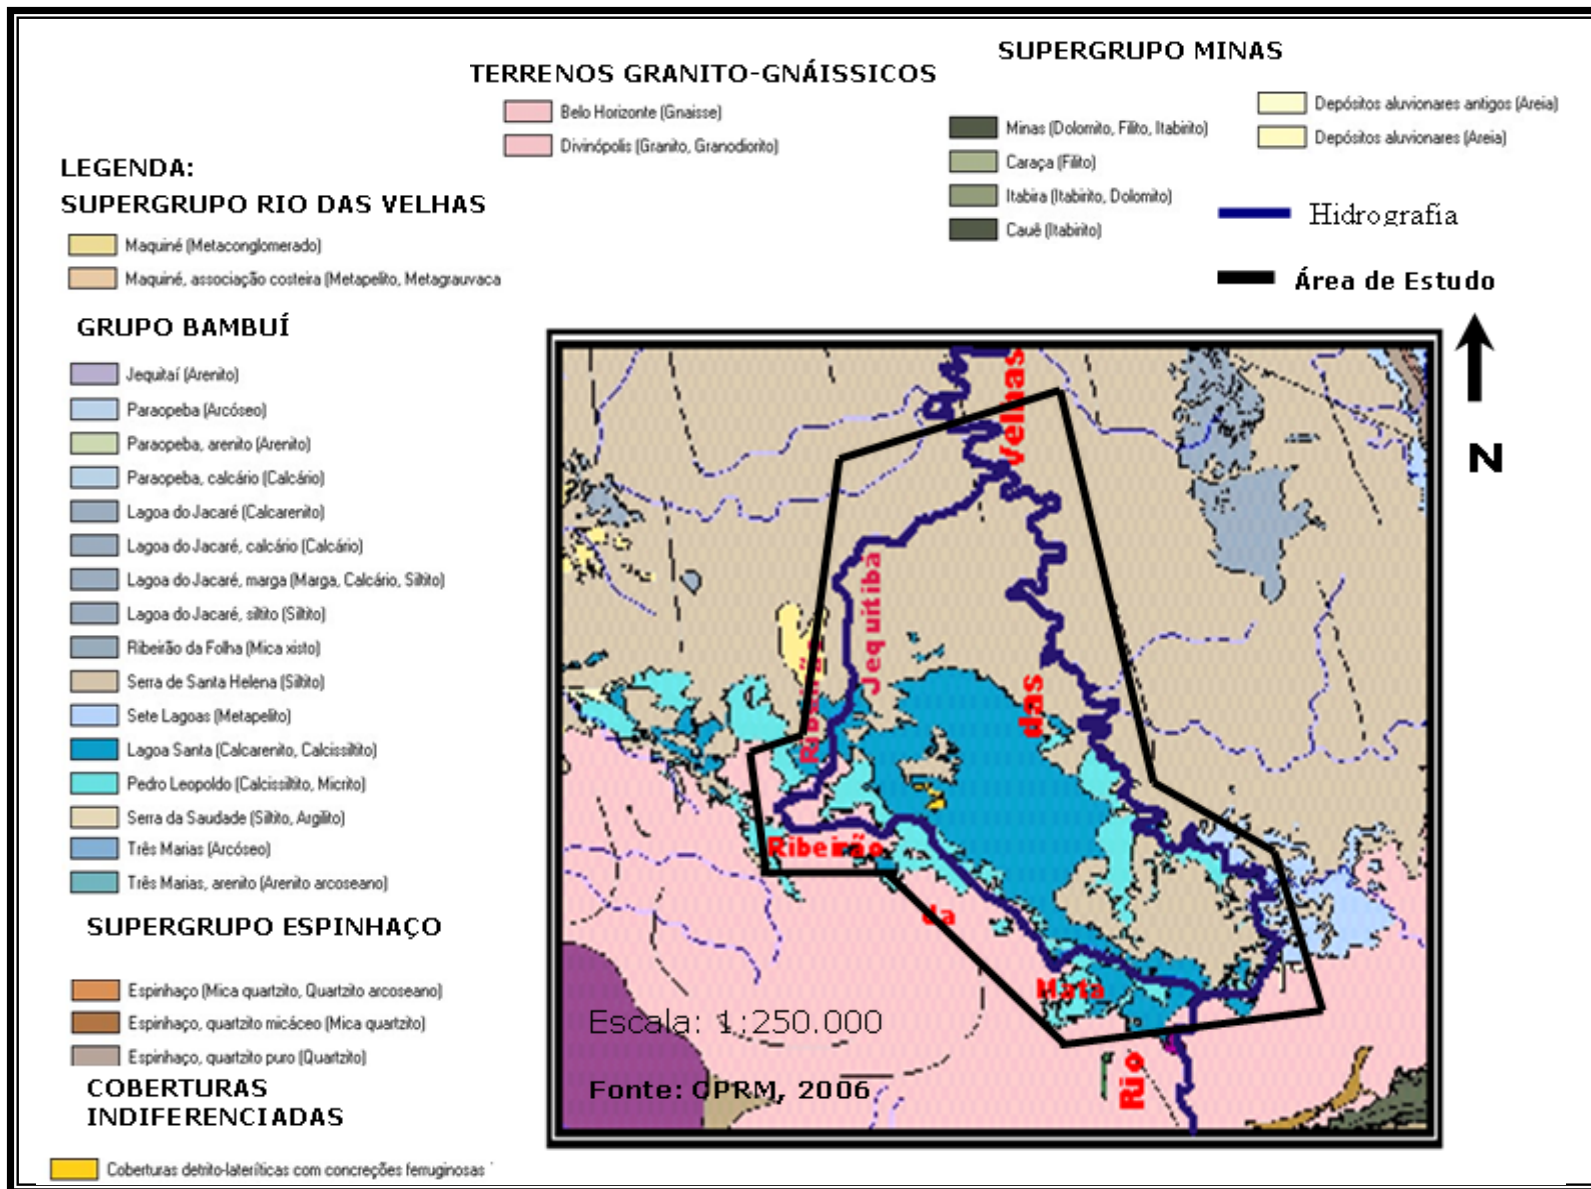 SUPERGRUPO MINAS
TERRENOS GRANITO-GNÁISSICOS
Belo Horizonte (Gnaisse)
Divinópolis (Granito, Granodiorito)
Minas (Dolomito, Filito, Itabirito)
Caraça (Filito)
Itabira (Itabirito, Dolomito)
Cauê (Itabirito)
Depósitos aluvionares antigos (Areia)
Depósitos aluvionares (Areia)
Hidrografia
Área de Estudo
N
LEGENDA:
SUPERGRUPO RIO DAS VELHAS
Maquiné (Metaconglomerado)
Maquiné, associação costeira (Metapelito, Metagrauvaca
GRUPO BAMBUÍ
Jequitaí (Arenito)
Paraopeba (Arcóseo)
Paraopeba, arenito (Arenito)
Paraopeba, calcário (Calcário)
Lagoa do Jacaré (Calcarenito)
Lagoa do Jacaré, calcário (Calcário)
Lagoa do Jacaré, marga (Marga, Calcário, Siltito)
Lagoa do Jacaré, siltito (Siltito)
Ribeirão da Folha (Mica xisto)
Serra de Santa Helena (Siltito)
Sete Lagoas (Metapelito)
Lagoa Santa (Calcarenito, Calcissiltito)
Pedro Leopoldo (Calcissiltito, Micrito)
Serra da Saudade (Siltito, Argilito)
Três Marias (Arcóseo)
Três Marias, arenito (Arenito arcoseano)
SUPERGRUPO ESPINHAÇO
Espinhaço (Mica quartzito, Quartzito arcoseano)
Espinhaço, quartzito micáceo (Mica quartzito)
Espinhaço, quartzito puro (Quartzito)
COBERTURAS
INDIFERENCIADAS
Coberturas detrito-lateríticas com concreções ferruginosas
Velhas
das
Rio
Ribeirão
Jequitibá
Ribeirão
da
Mata
Escala: 1:250.000
Fonte: CPRM, 2006